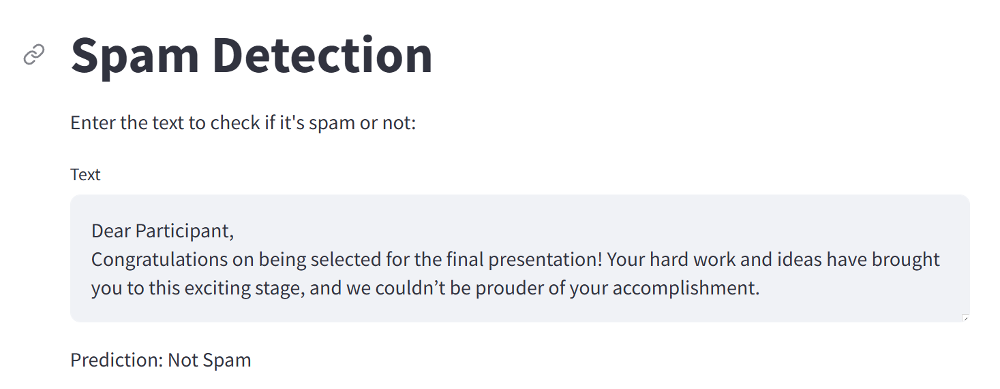 Spam Detection
Enter the text to check if it's spam or not:
Text
Dear Participant,
Congratulations on being selected for the final presentation! Your hard work and ideas have brought
you to this exciting stage, and we couldn’t be prouder of your accomplishment.
Prediction: Not Spam